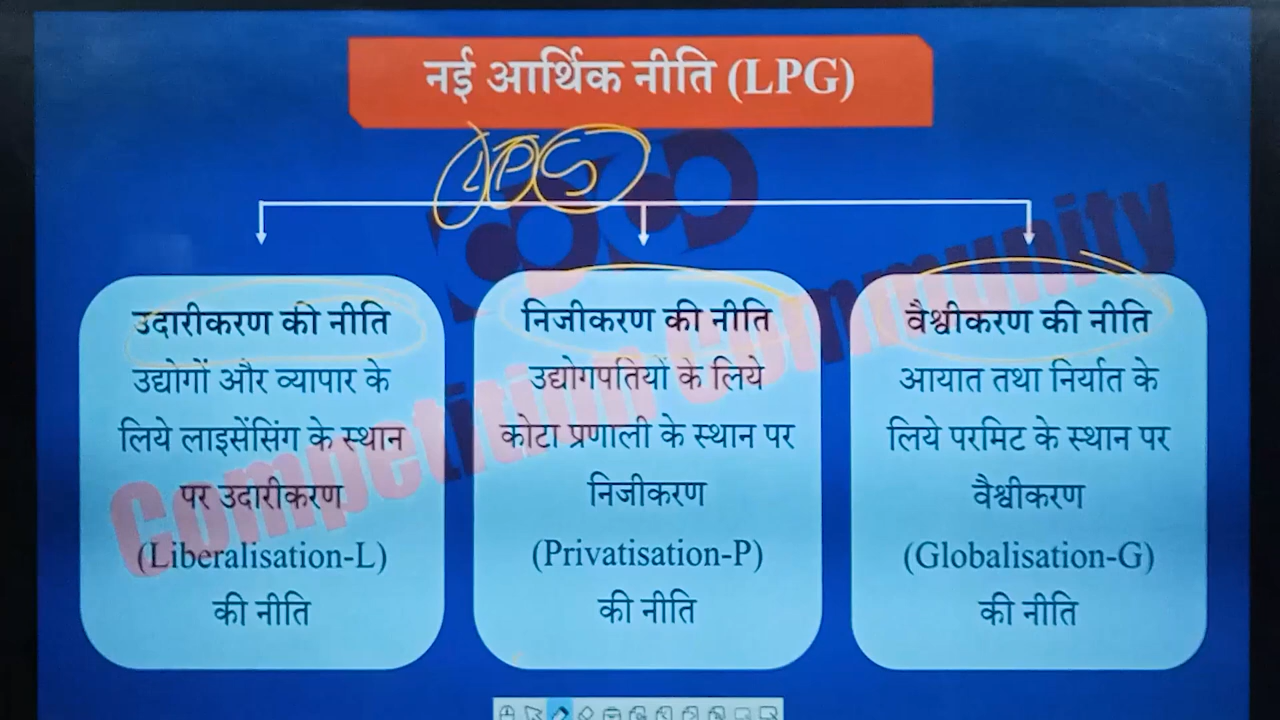 नई आर्थिक नीति (LPG)
LPG
उदारीकरण की नीति
उद्योगों और व्यापार के
लिये लाइसेंसिंग के स्थान
पर उदारीकरण
(Liberalisation-L)
की नीति
निजीकरण की नीति
उद्योगपतियों के लिये
कोटा प्रणाली के स्थान पर
निजीकरण
(Privatisation-P)
की नीति
वैश्वीकरण की नीति
आयात तथा निर्यात के
लिये परमिट के स्थान पर
वैश्वीकरण
(Globalisation-G)
की नीति
Competition Community